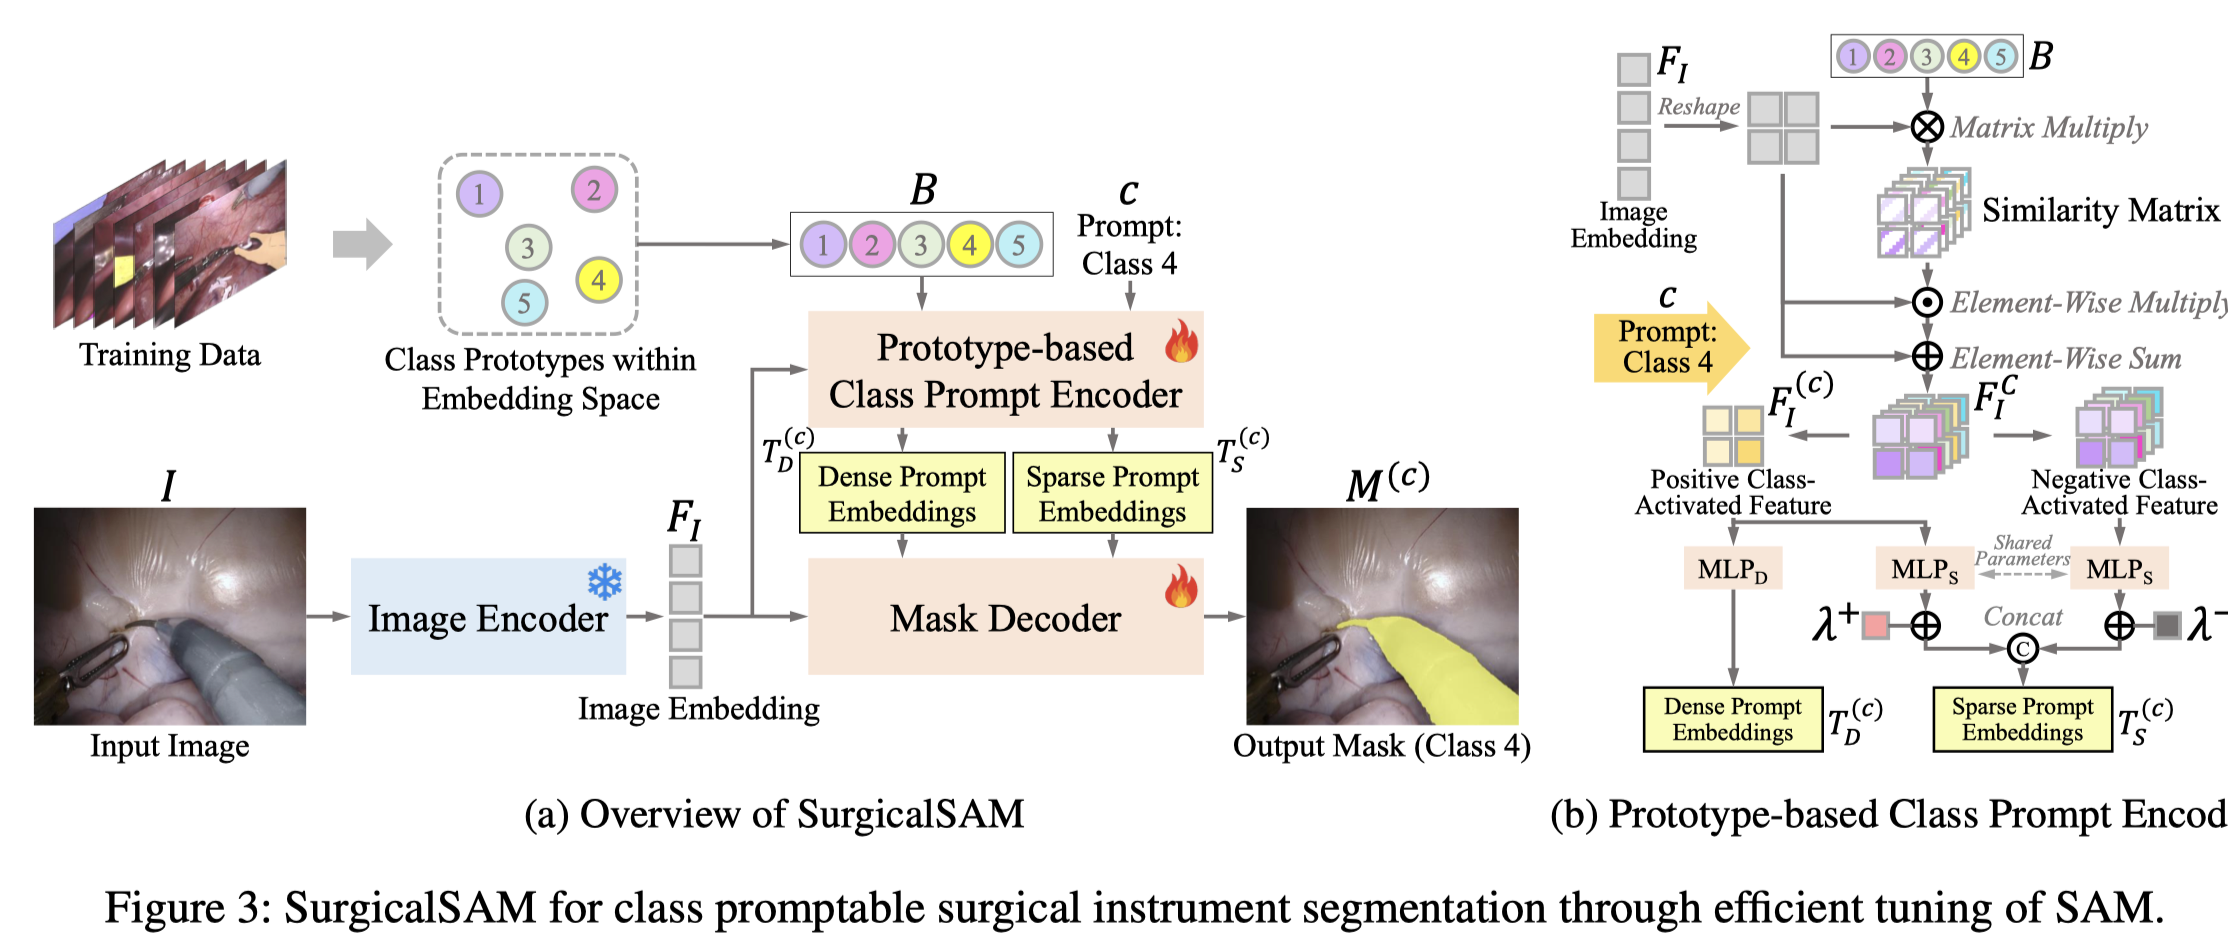 Training Data
1
2
3
4
5
Class Prototypes within
Embedding Space
B
1 2 3 4 5
c
Prompt:
Class 4
Prototype-based
Class Prompt Encoder
T_D^(c)
Dense Prompt
Embeddings
Sparse Prompt
Embeddings
T_S^(c)
I
Input Image
Image Encoder
F_I
Image Embedding
Mask Decoder
M^(c)
Output Mask (Class 4)
(a) Overview of SurgicalSAM
F_I
Image
Embedding
Reshape
1 2 3 4 5 B
Matrix Multiply
Similarity Matrix
Element-Wise Multiply
Element-Wise Sum
c
Prompt:
Class 4
F_I^(c)
F_I^C
Positive Class-
Activated Feature
Negative Class-
Activated Feature
MLP_D
MLP_S
Shared
Parameters
MLP_S
λ+
Concat
C
λ−
Dense Prompt
Embeddings
T_D^(c)
Sparse Prompt
Embeddings
T_S^(c)
(b) Prototype-based Class Prompt Encod
Figure 3: SurgicalSAM for class promptable surgical instrument segmentation through efficient tuning of SAM.